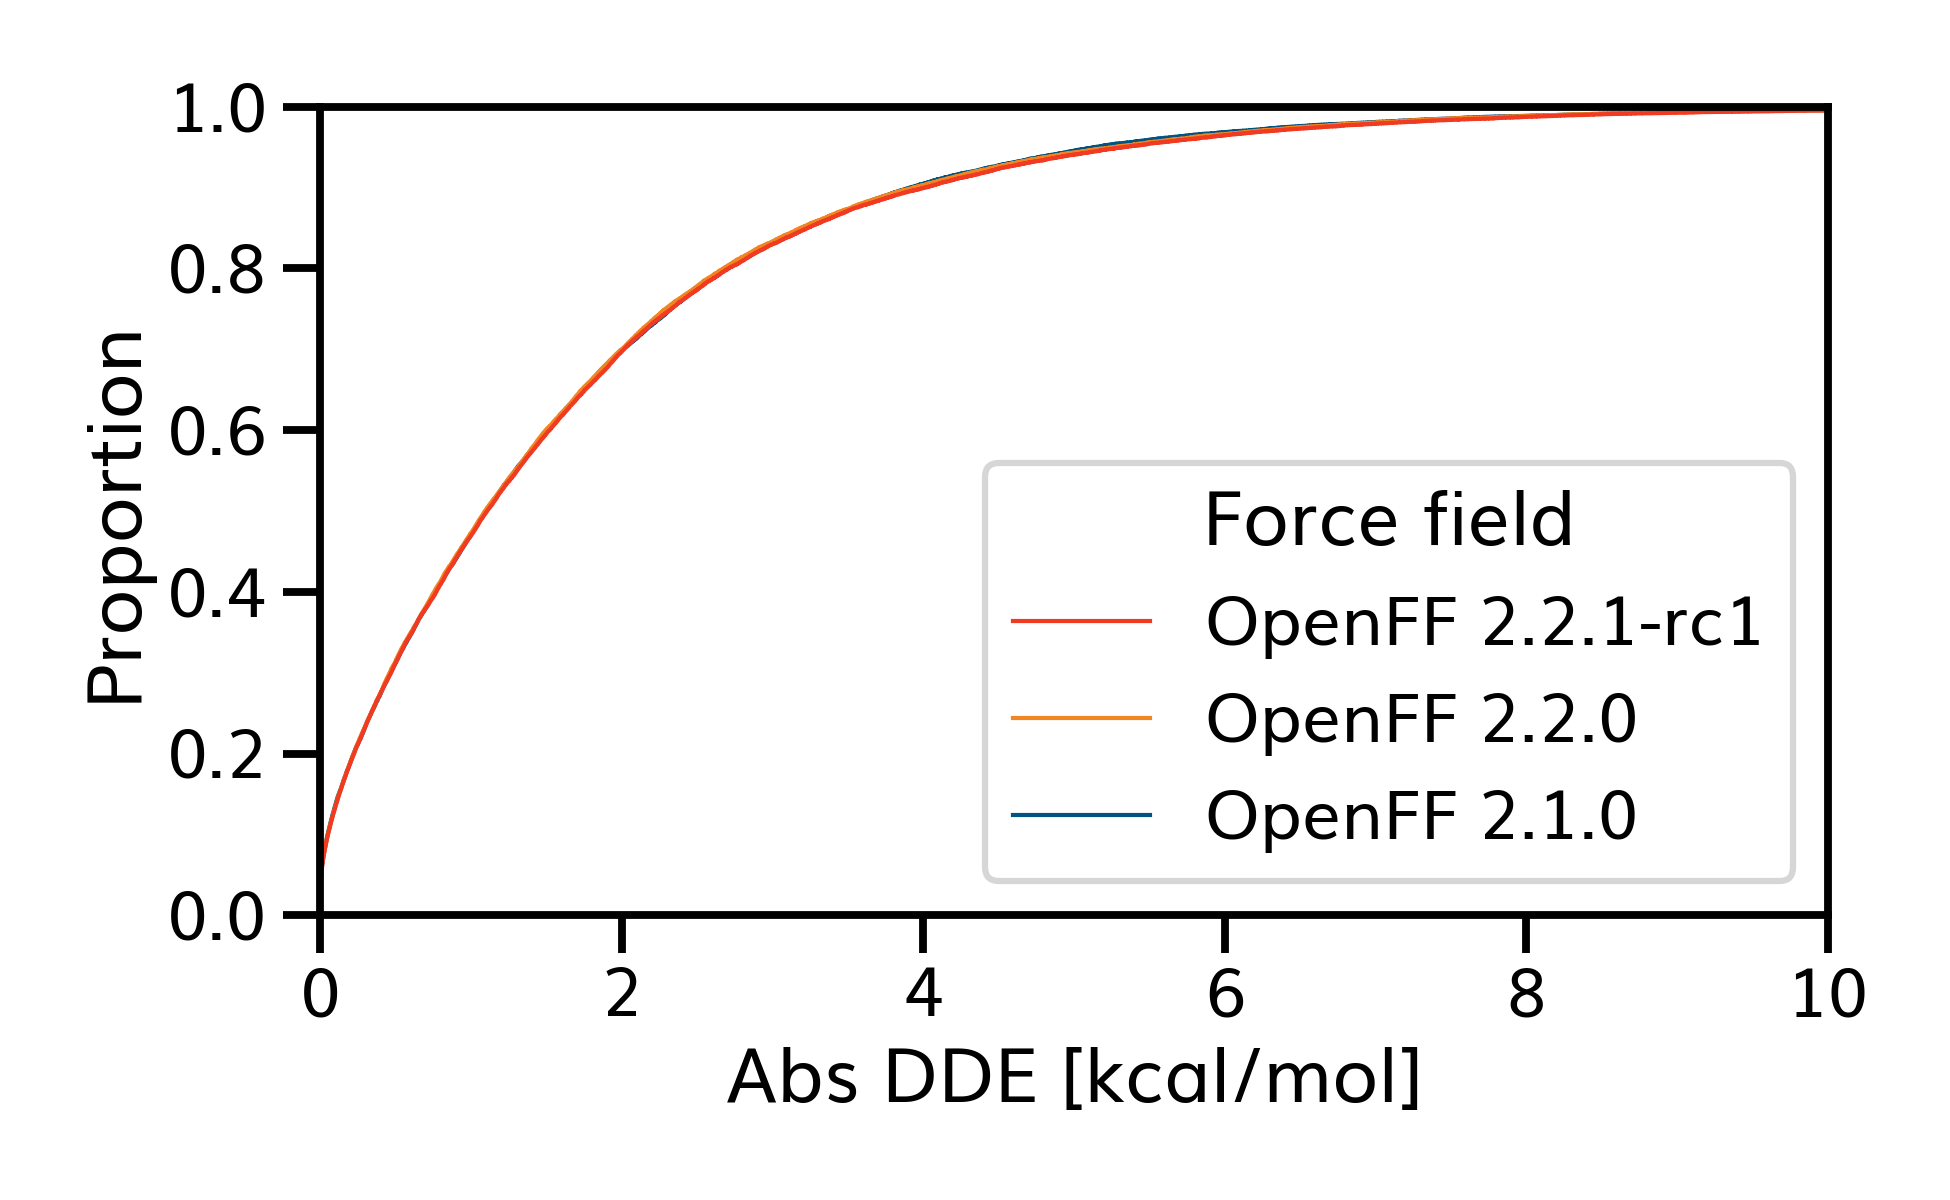 1.0
0.8
0.6
0.4
0.2
0.0
Proportion
0 2 4 6 8 10
Abs DDE [kcal/mol]
Force field
OpenFF 2.2.1-rc1
OpenFF 2.2.0
OpenFF 2.1.0